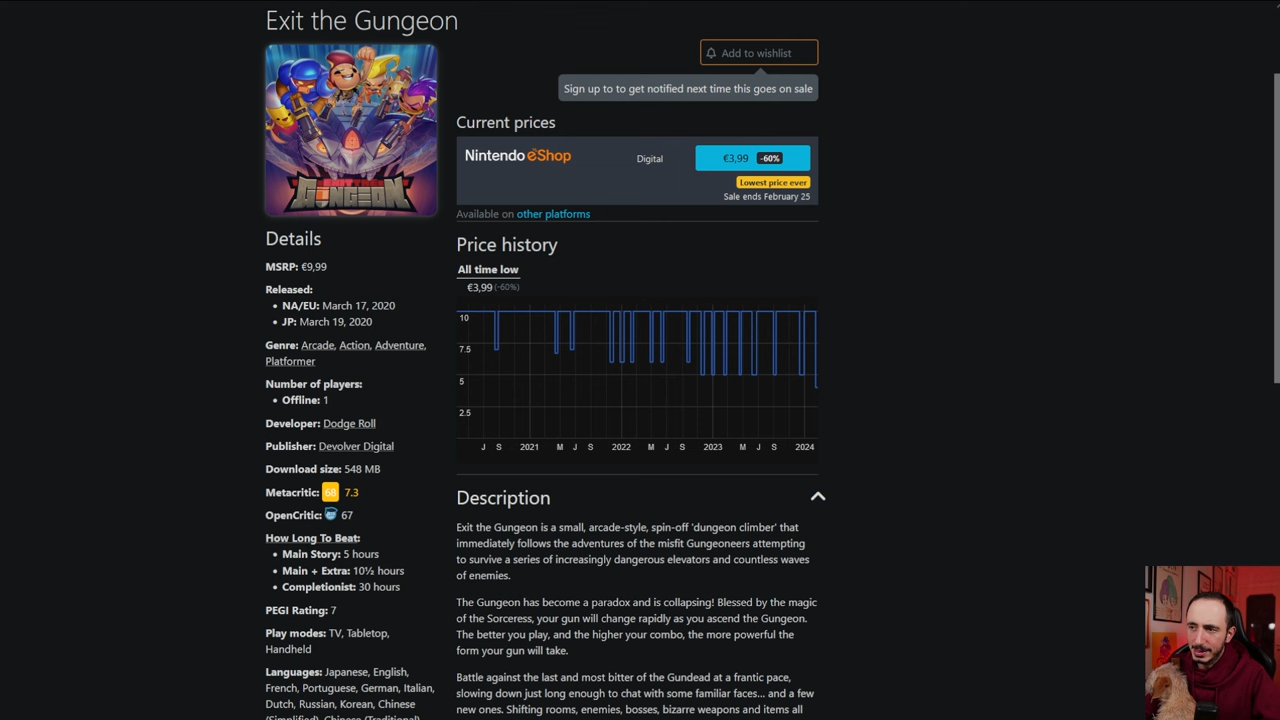 Exit the Gungeon
Add to wishlist
Sign up to to get notified next time this goes on sale
EXIT THE
GUNGEON
Details
MSRP: €9,99
Released:
• NA/EU: March 17, 2020
• JP: March 19, 2020
Genre: Arcade, Action, Adventure,
Platformer
Number of players:
• Offline: 1
Developer: Dodge Roll
Publisher: Devolver Digital
Download size: 548 MB
Metacritic: 68 7.3
OpenCritic: 67
How Long To Beat:
• Main Story: 5 hours
• Main + Extra: 10½ hours
• Completionist: 30 hours
PEGI Rating: 7
Play modes: TV, Tabletop,
Handheld
Languages: Japanese, English,
French, Portuguese, German, Italian,
Dutch, Russian, Korean, Chinese
(Simplified), Chinese (Traditional)
Current prices
Nintendo eShop
Digital
€3,99 -60%
Lowest price ever
Sale ends February 25
Available on other platforms
Price history
All time low
€3,99 (-60%)
10
7.5
5
2.5
J S 2021 M J S 2022 M J S 2023 M J S 2024
Description
Exit the Gungeon is a small, arcade-style, spin-off 'dungeon climber' that
immediately follows the adventures of the misfit Gungeoneers attempting
to survive a series of increasingly dangerous elevators and countless waves
of enemies.
The Gungeon has become a paradox and is collapsing! Blessed by the magic
of the Sorceress, your gun will change rapidly as you ascend the Gungeon.
The better you play, and the higher your combo, the more powerful the
form your gun will take.
Battle against the last and most bitter of the Gundead at a frantic pace,
slowing down just long enough to chat with some familiar faces... and a few
new ones. Shifting rooms, enemies, bosses, bizarre weapons and items all